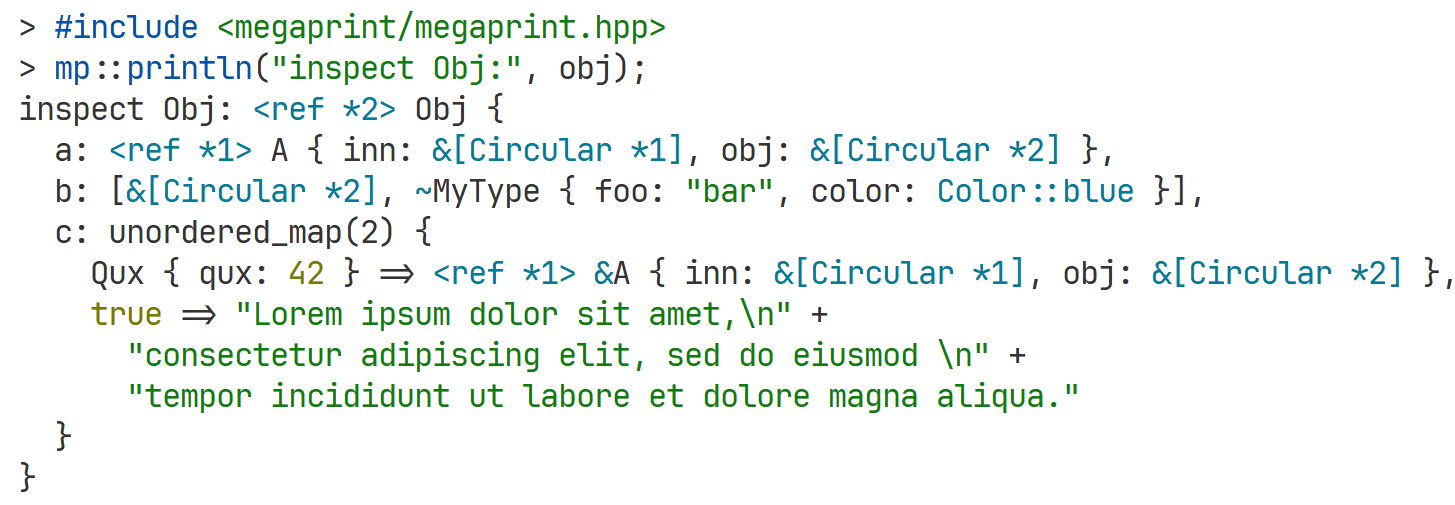 > #include <megaprint/megaprint.hpp>
> mp::println("inspect Obj:", obj);
inspect Obj: <ref *2> Obj {
  a: <ref *1> A { inn: &[Circular *1], obj: &[Circular *2] },
  b: [&[Circular *2], ~MyType { foo: "bar", color: Color::blue }],
  c: unordered_map(2) {
    Qux { qux: 42 } => <ref *1> &A { inn: &[Circular *1], obj: &[Circular *2] },
    true => "Lorem ipsum dolor sit amet,\n" +
      "consectetur adipiscing elit, sed do eiusmod \n" +
      "tempor incididunt ut labore et dolore magna aliqua."
  }
}